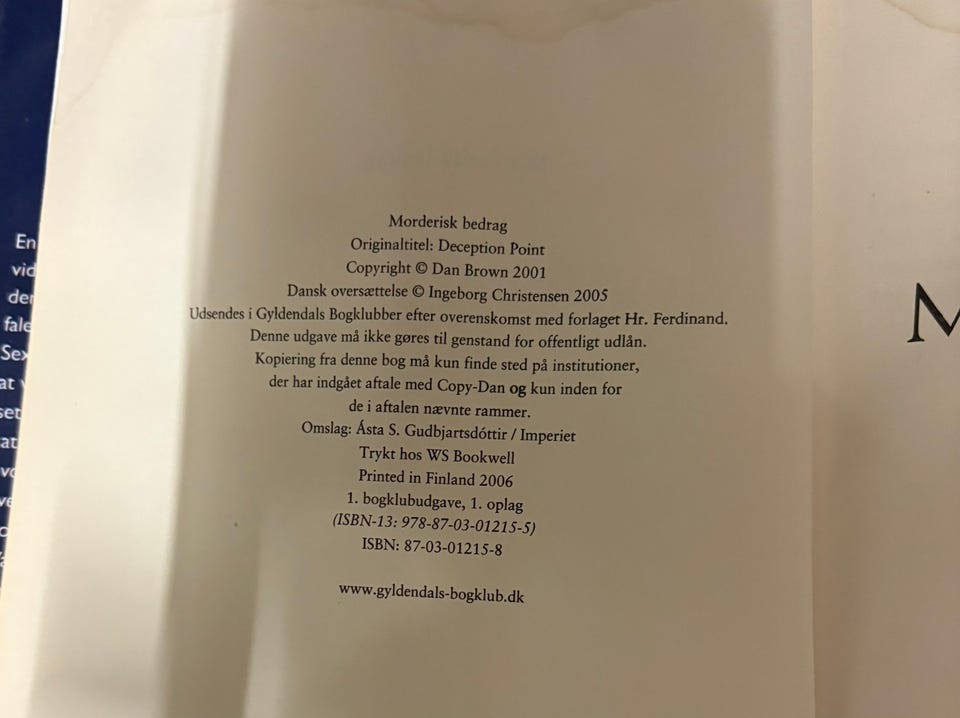 Morderisk bedrag
Originaltitel: Deception Point
Copyright © Dan Brown 2001
Dansk oversættelse © Ingeborg Christensen 2005
Udsendes i Gyldendals Bogklubber efter overenskomst med forlaget Hr. Ferdinand.
Denne udgave må ikke gøres til genstand for offentligt udlån.
Kopiering fra denne bog må kun finde sted på institutioner,
der har indgået aftale med Copy-Dan og kun inden for
de i aftalen nævnte rammer.
Omslag: Ásta S. Gudbjartsdóttir / Imperiet
Trykt hos WS Bookwell
Printed in Finland 2006
1. bogklubudgave, 1. oplag
(ISBN-13: 978-87-03-01215-5)
ISBN: 87-03-01215-8
www.gyldendals-bogklub.dk